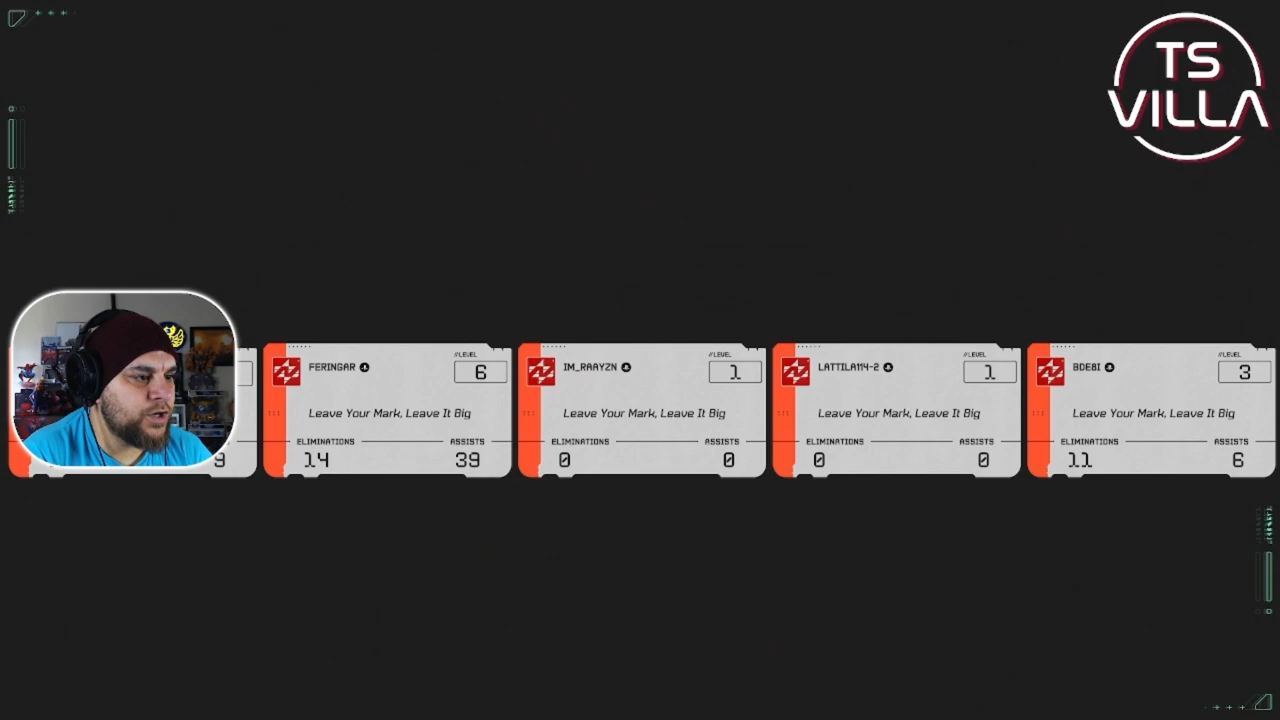 TS
VILLA
9
FERINGAR
//LEVEL
6
Leave Your Mark, Leave It Big
ELIMINATIONS
ASSISTS
14
39
IM_RAAYZN
//LEVEL
1
Leave Your Mark, Leave It Big
ELIMINATIONS
ASSISTS
0
0
LATTILA114-2
//LEVEL
1
Leave Your Mark, Leave It Big
ELIMINATIONS
ASSISTS
0
0
BDE8I
//LEVEL
3
Leave Your Mark, Leave It Big
ELIMINATIONS
ASSISTS
11
6